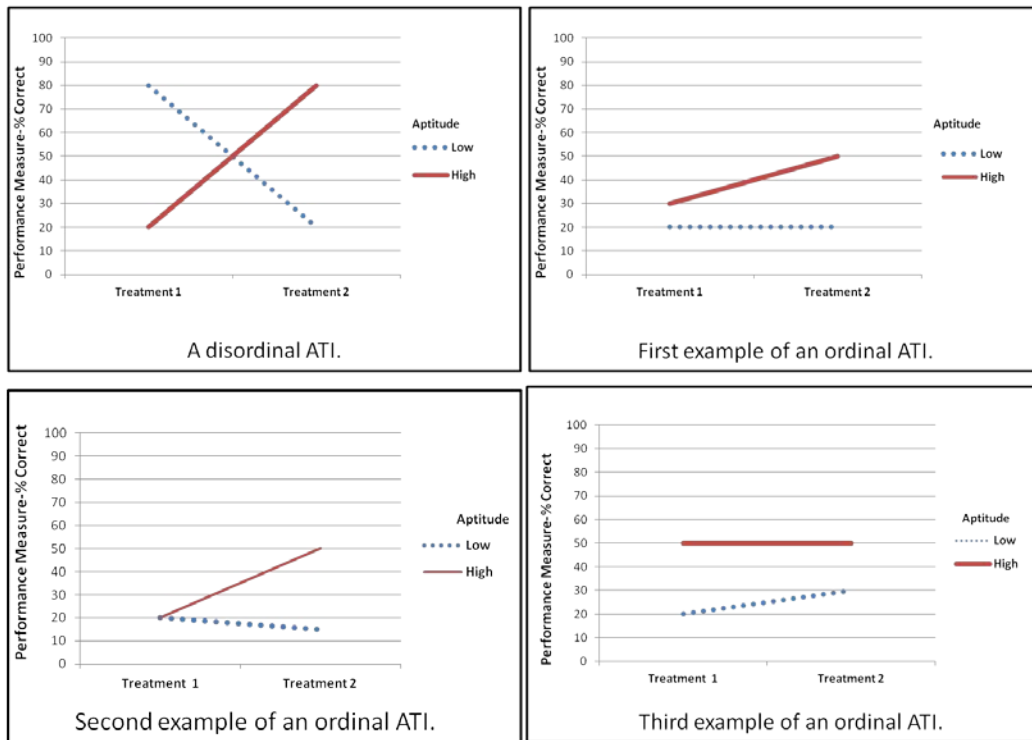 Performance Measure-% Correct
100
90
80
70
60
50
40
30
20
10
0
Treatment 1
Treatment 2
Aptitude
Low
High
A disordinal ATI.
Performance Measure-% Correct
100
90
80
70
60
50
40
30
20
10
0
Treatment 1
Treatment 2
Aptitude
Low
High
First example of an ordinal ATI.
Performance Measure-% Correct
100
90
80
70
60
50
40
30
20
10
0
Treatment 1
Treatment 2
Aptitude
Low
High
Second example of an ordinal ATI.
Performance Measure-% Correct
100
90
80
70
60
50
40
30
20
10
0
Treatment 1
Treatment 2
Aptitude
Low
High
Third example of an ordinal ATI.